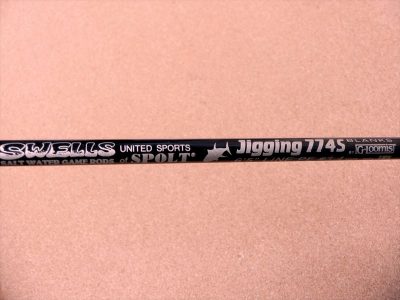 SWELLS
SALT WATER GAME RODS
UNITED SPORTS
of SPOLT®
Jigging 774S
BLANKS
G·loomis